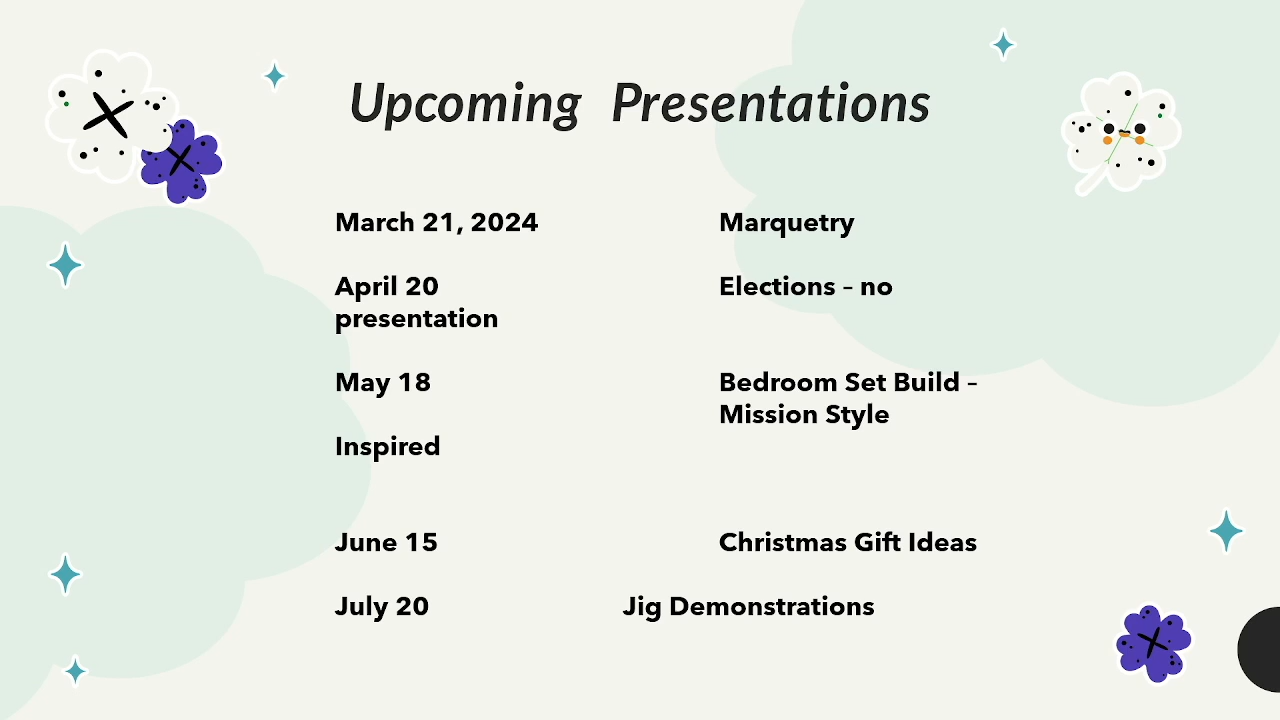 Upcoming Presentations
March 21, 2024 Marquetry
April 20 Elections – no
presentation
May 18 Bedroom Set Build –
Mission Style
Inspired
June 15 Christmas Gift Ideas
July 20 Jig Demonstrations